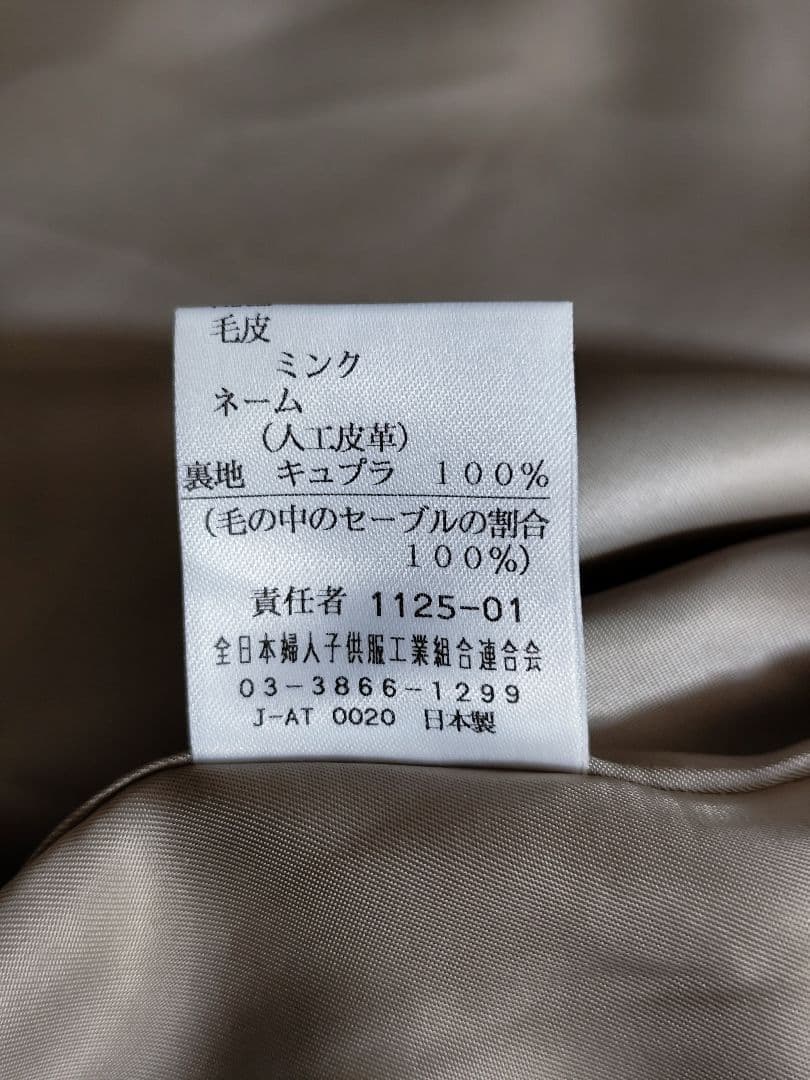 毛皮
ミンク
ネーム
（人工皮革）
裏地 キュプラ １００％
（毛の中のセーブルの割合
１００％）
責任者 1125-01
全日本婦人子供服工業組合連合会
０３－３８６６－１２９９
J-AT 0020 日本製